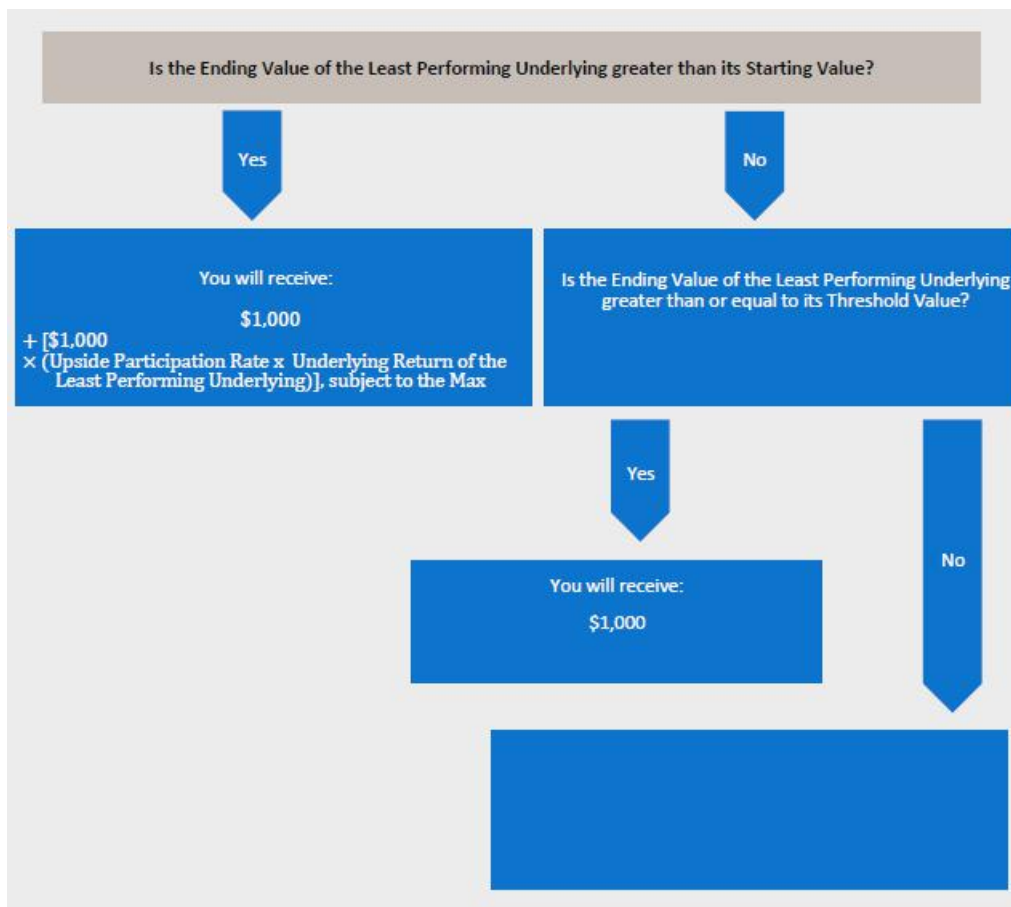 Is the Ending Value of the Least Performing Underlying greater than its Starting Value?
Yes
No
You will receive:
$1,000
+ [$1,000
× (Upside Participation Rate x Underlying Return of the
Least Performing Underlying)], subject to the Max
Is the Ending Value of the Least Performing Underlying
greater than or equal to its Threshold Value?
Yes
No
You will receive:
$1,000